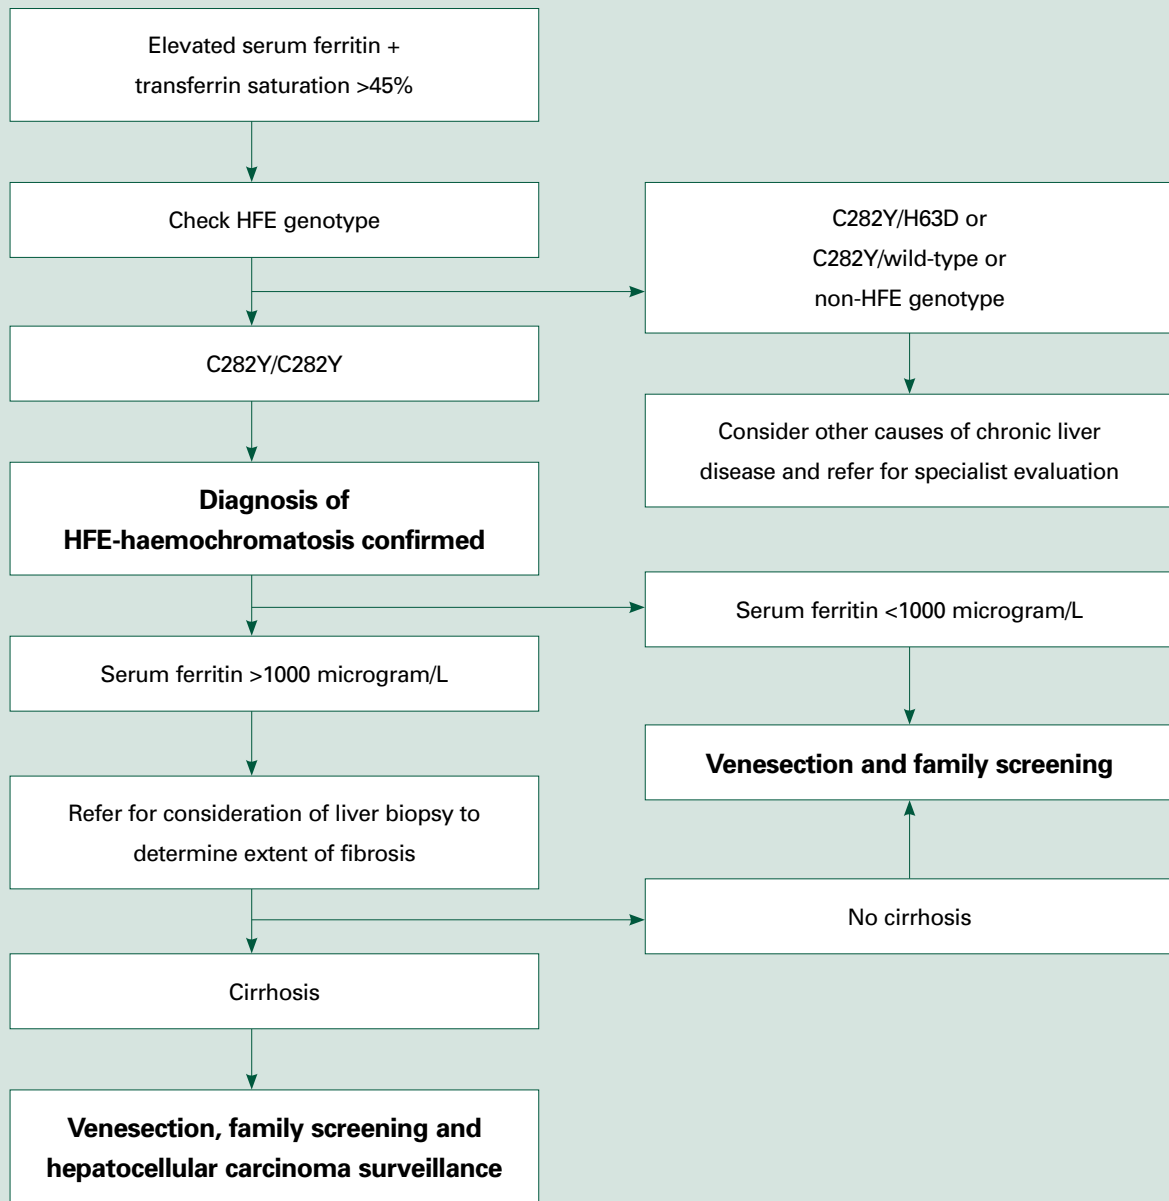 Elevated serum ferritin +
transferrin saturation >45%
Check HFE genotype
C282Y/H63D or
C282Y/wild-type or
non-HFE genotype
C282Y/C282Y
Consider other causes of chronic liver
disease and refer for specialist evaluation
Diagnosis of
HFE-haemochromatosis confirmed
Serum ferritin <1000 microgram/L
Serum ferritin >1000 microgram/L
Venesection and family screening
Refer for consideration of liver biopsy to
determine extent of fibrosis
No cirrhosis
Cirrhosis
Venesection, family screening and
hepatocellular carcinoma surveillance